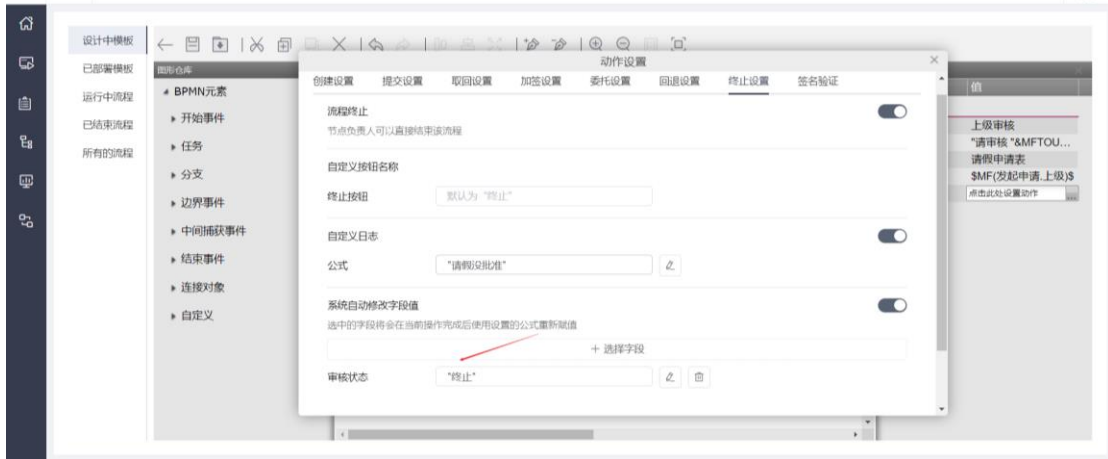 设计中模板
已部署模板
运行中流程
已结束流程
所有的流程
图形仓库
BPMN元素
开始事件
任务
分支
边界事件
中间捕获事件
结束事件
连接对象
自定义
动作设置
创建设置 提交设置 取回设置 加签设置 委托设置 回退设置 终止设置 签名验证
流程终止
节点负责人可以直接结束该流程
自定义按钮名称
终止按钮 默认为 "终止"
自定义日志
公式 "请假没批准"
系统自动修改字段值
选中的字段将会在当前操作完成后使用设置的公式重新赋值
+ 选择字段
审核状态 "终止"
值
上级审核
"请审核 "&MFTOU...
请假申请表
$MF(发起申请.上级)$
点击此处设置动作 ...